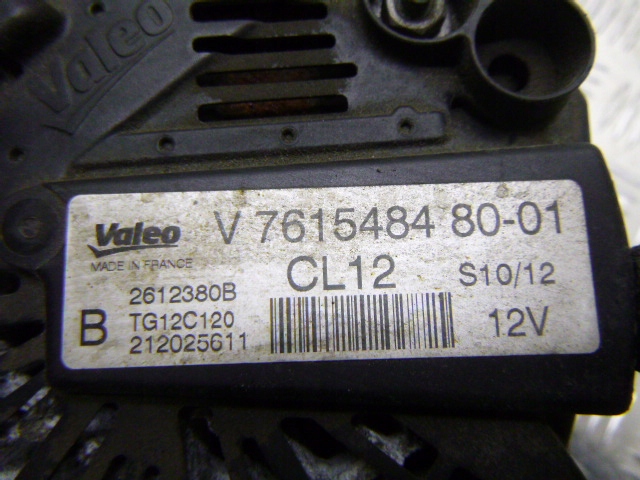 Valeo
Valeo V 7615484 80-01
MADE IN FRANCE
CL12 S10/12
2612380B
B TG12C120 12V
212025611